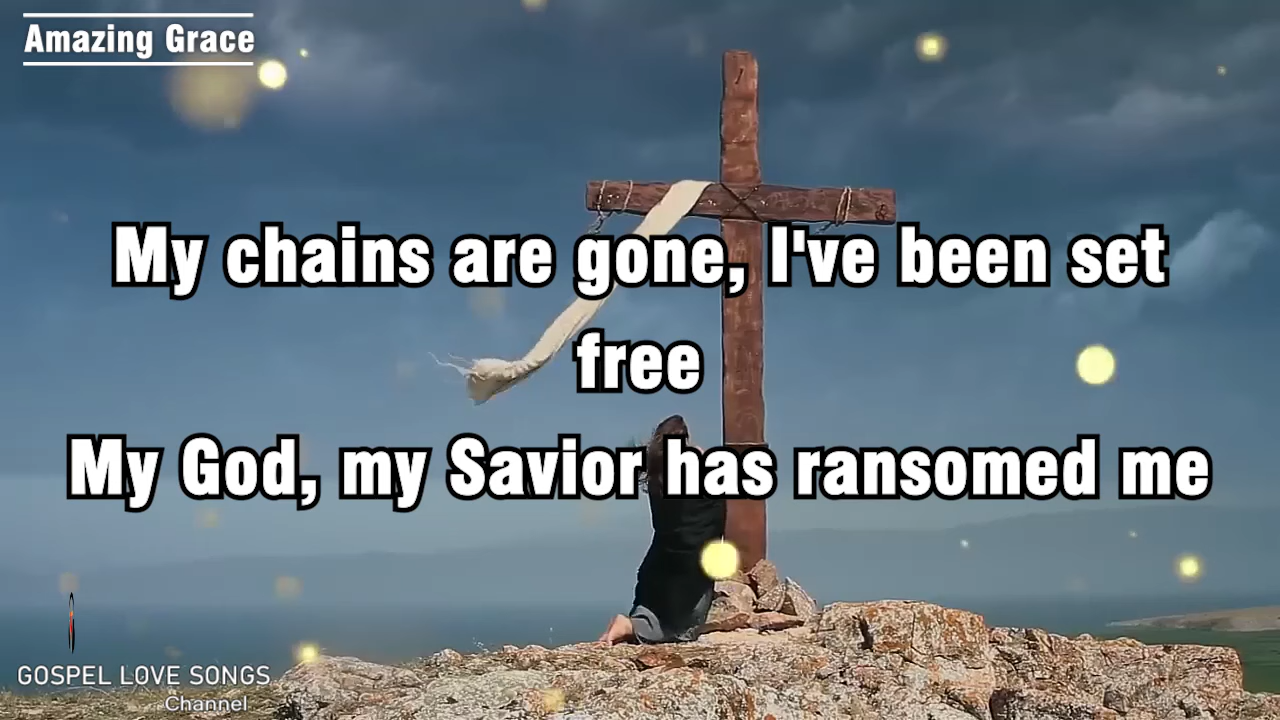 Amazing Grace
My chains are gone, I've been set
free
My God, my Savior has ransomed me
GOSPEL LOVE SONGS
Channel